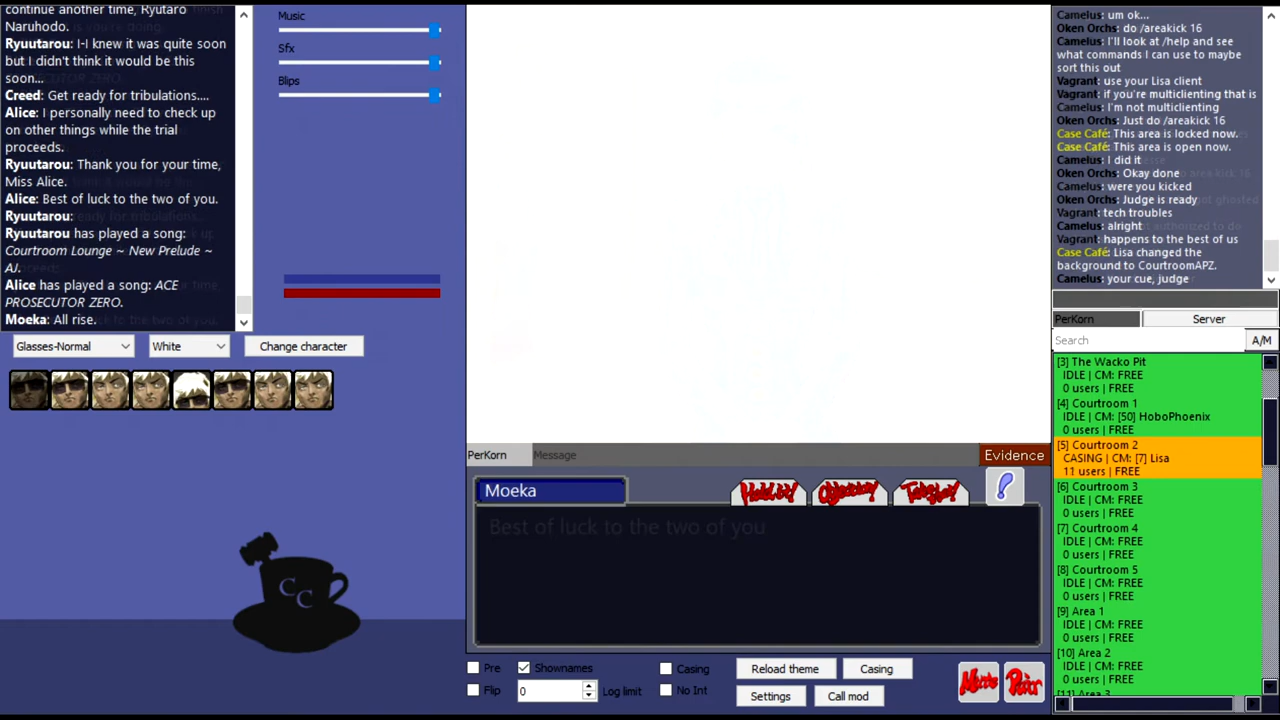 continue another time, Ryutaro
Naruhodo.
Ryuutarou: I-I knew it was quite soon
but I didn't think it would be this
soon...
Creed: Get ready for tribulations....
Alice: I personally need to check up
on other things while the trial
proceeds.
Ryuutarou: Thank you for your time,
Miss Alice.
Alice: Best of luck to the two of you.
Ryuutarou:
Ryuutarou has played a song:
Courtroom Lounge ~ New Prelude ~
AJ.
Alice has played a song: ACE
PROSECUTOR ZERO.
Moeka: All rise.
Glasses-Normal
White
Change character
Music
Sfx
Blips
CC
PerKorn
Message
Evidence
Moeka
Hold it!
Objection!
Take that!
Best of luck to the two of you
Pre
Shownames
Casing
Reload theme
Casing
Flip
0
Log limit
No Int
Settings
Call mod
Mute
Pair
Camelus: um ok...
Oken Orchs: do /areakick 16
Camelus: I'll look at /help and see
what commands I can use to maybe
sort this out
Vagrant: use your Lisa client
Vagrant: if you're multiclienting that is
Camelus: I'm not multiclienting
Oken Orchs: Just do /areakick 16
Case Café: This area is locked now.
Case Café: This area is open now.
Camelus: I did it
Oken Orchs: Okay done
Camelus: were you kicked
Oken Orchs: Judge is ready
Vagrant: tech troubles
Camelus: alright
Vagrant: happens to the best of us
Case Café: Lisa changed the
background to CourtroomAPZ.
Camelus: your cue, judge
PerKorn
Server
Search
A/M
[3] The Wacko Pit
IDLE | CM: FREE
0 users | FREE
[4] Courtroom 1
IDLE | CM: [50] HoboPhoenix
0 users | FREE
[5] Courtroom 2
CASING | CM: [7] Lisa
11 users | FREE
[6] Courtroom 3
IDLE | CM: FREE
0 users | FREE
[7] Courtroom 4
IDLE | CM: FREE
0 users | FREE
[8] Courtroom 5
IDLE | CM: FREE
0 users | FREE
[9] Area 1
IDLE | CM: FREE
0 users | FREE
[10] Area 2
IDLE | CM: FREE
0 users | FREE
[11] Area 3